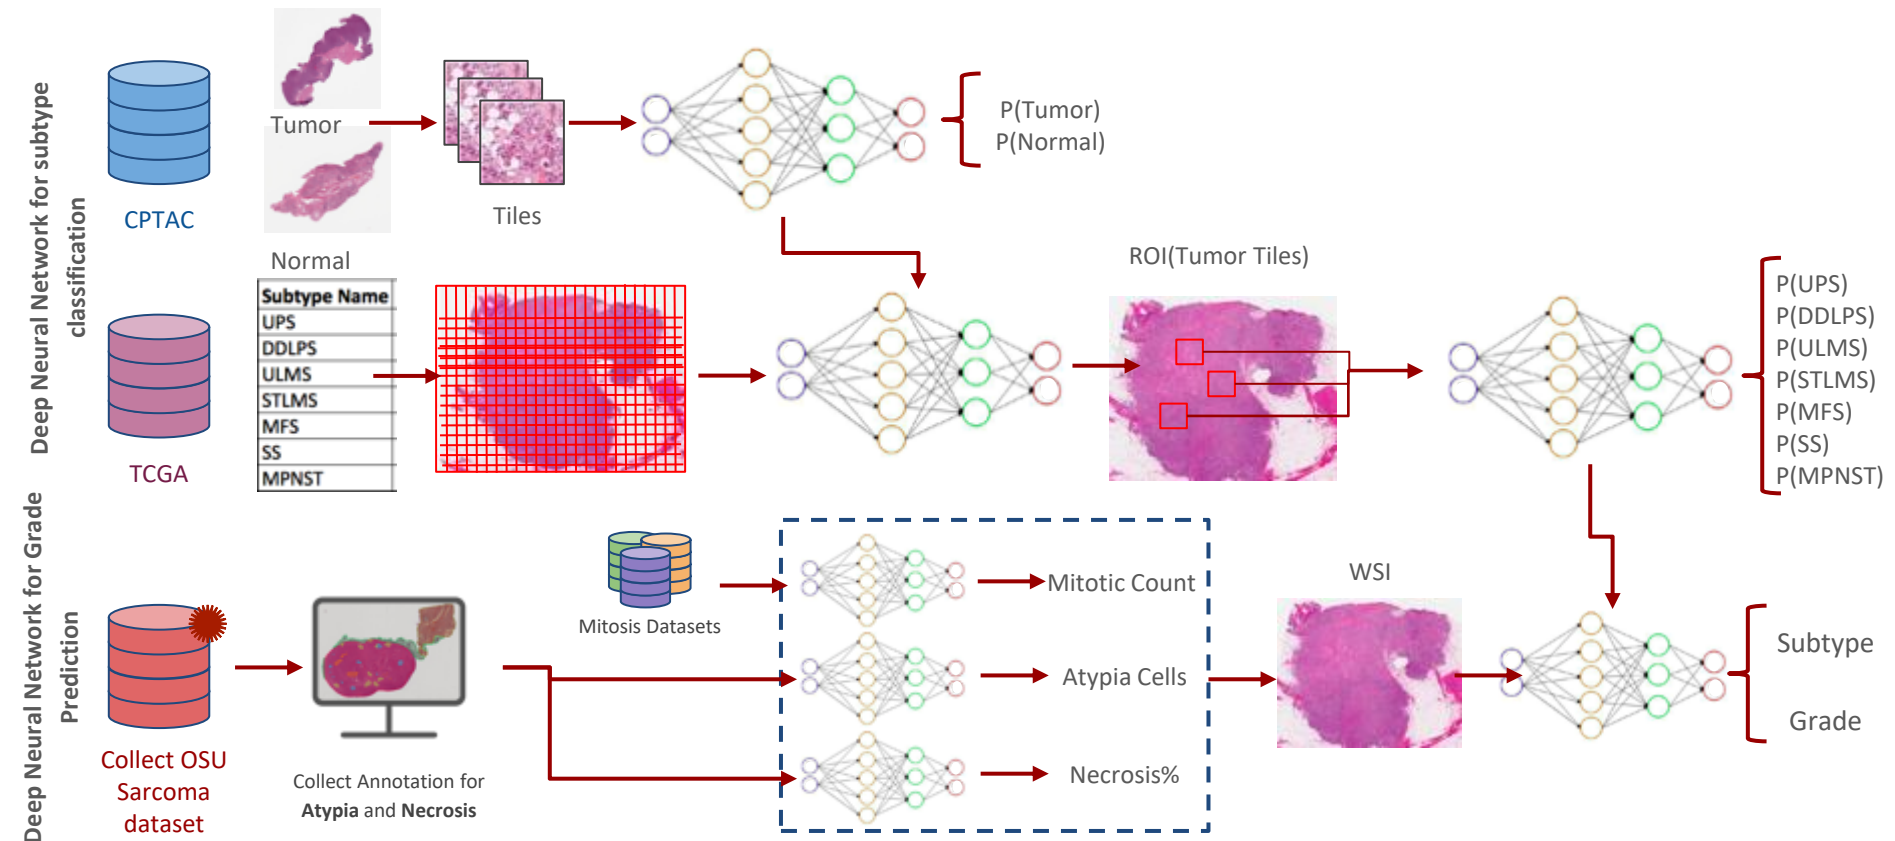 Deep Neural Network for subtype
classification
CPTAC
Tumor
Normal
Tiles
P(Tumor)
P(Normal)
TCGA
Subtype Name
UPS
DDLPS
ULMS
STLMS
MFS
SS
MPNST
ROI(Tumor Tiles)
P(UPS)
P(DDLPS)
P(ULMS)
P(STLMS)
P(MFS)
P(SS)
P(MPNST)
Deep Neural Network for Grade
Prediction
Collect OSU
Sarcoma
dataset
Collect Annotation for
Atypia and Necrosis
Mitosis Datasets
Mitotic Count
Atypia Cells
Necrosis%
WSI
Subtype
Grade